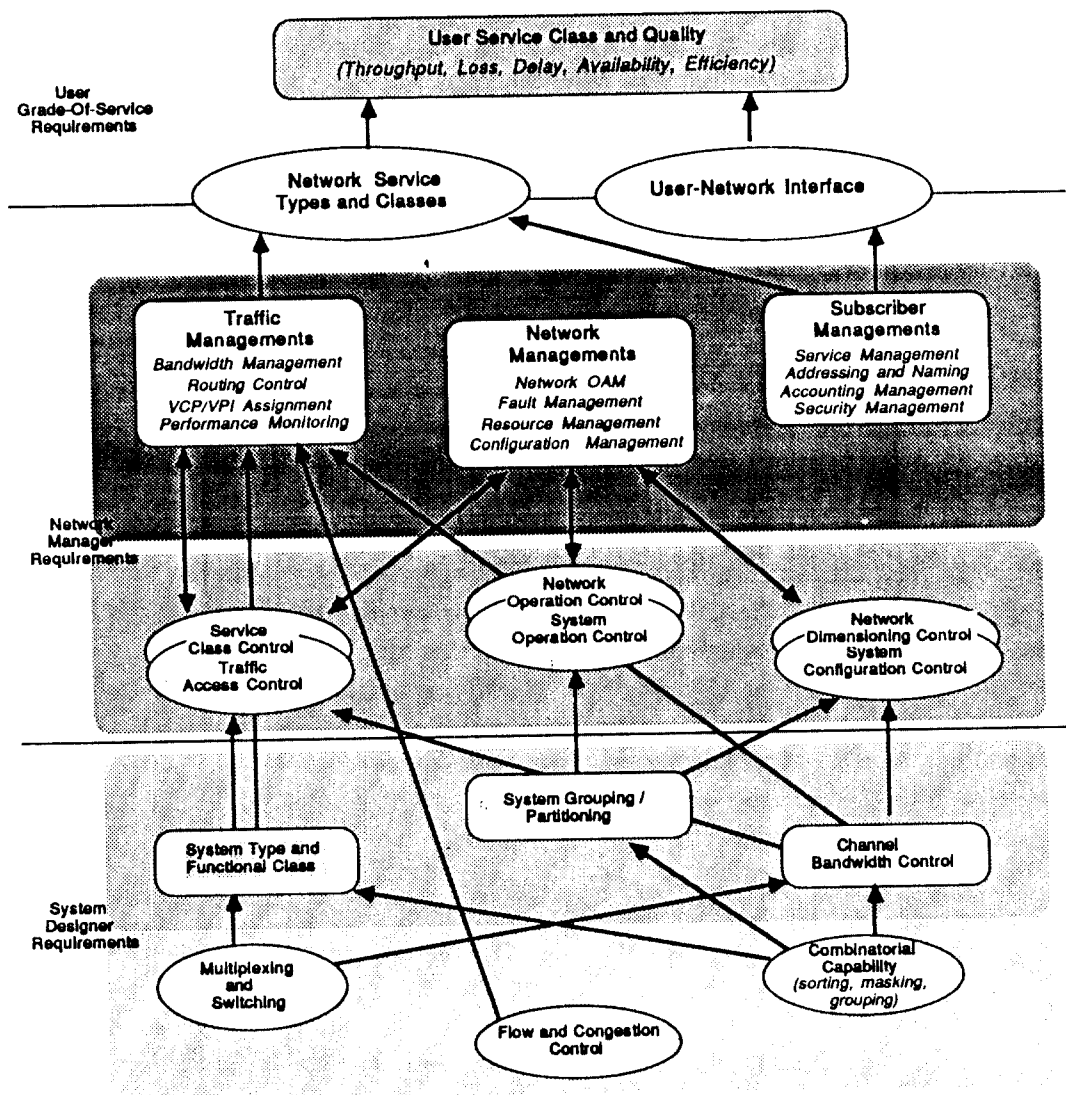 User Service Class and Quality
(Throughput, Loss, Delay, Availability, Efficiency)
User
Grade-Of-Service
Requirements
Network Service
Types and Classes
User-Network Interface
Traffic
Managements
Bandwidth Management
Routing Control
VCP/VPI Assignment
Performance Monitoring
Network
Managements
Network OAM
Fault Management
Resource Management
Configuration Management
Subscriber
Managements
Service Management
Addressing and Naming
Accounting Management
Security Management
Network
Manager
Requirements
Service
Class Control
Traffic
Access Control
Network
Operation Control
System
Operation Control
Network
Dimensioning Control
System
Configuration Control
System Grouping /
Partitioning
System Type and
Functional Class
Channel
Bandwidth Control
System
Designer
Requirements
Multiplexing
and
Switching
Flow and Congestion
Control
Combinatorial
Capability
(sorting, masking,
grouping)